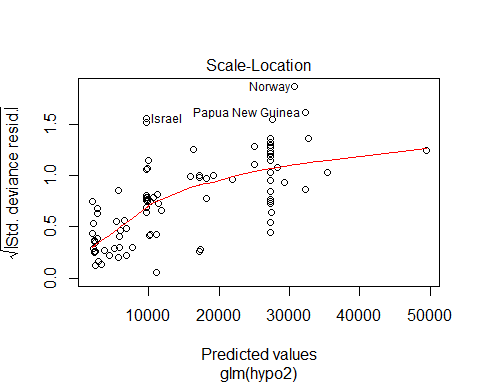 Scale-Location
√|Std. deviance resid.|
0.0
0.5
1.0
1.5
Norway
Papua New Guinea
Israel
10000 20000 30000 40000 50000
Predicted values
glm(hypo2)